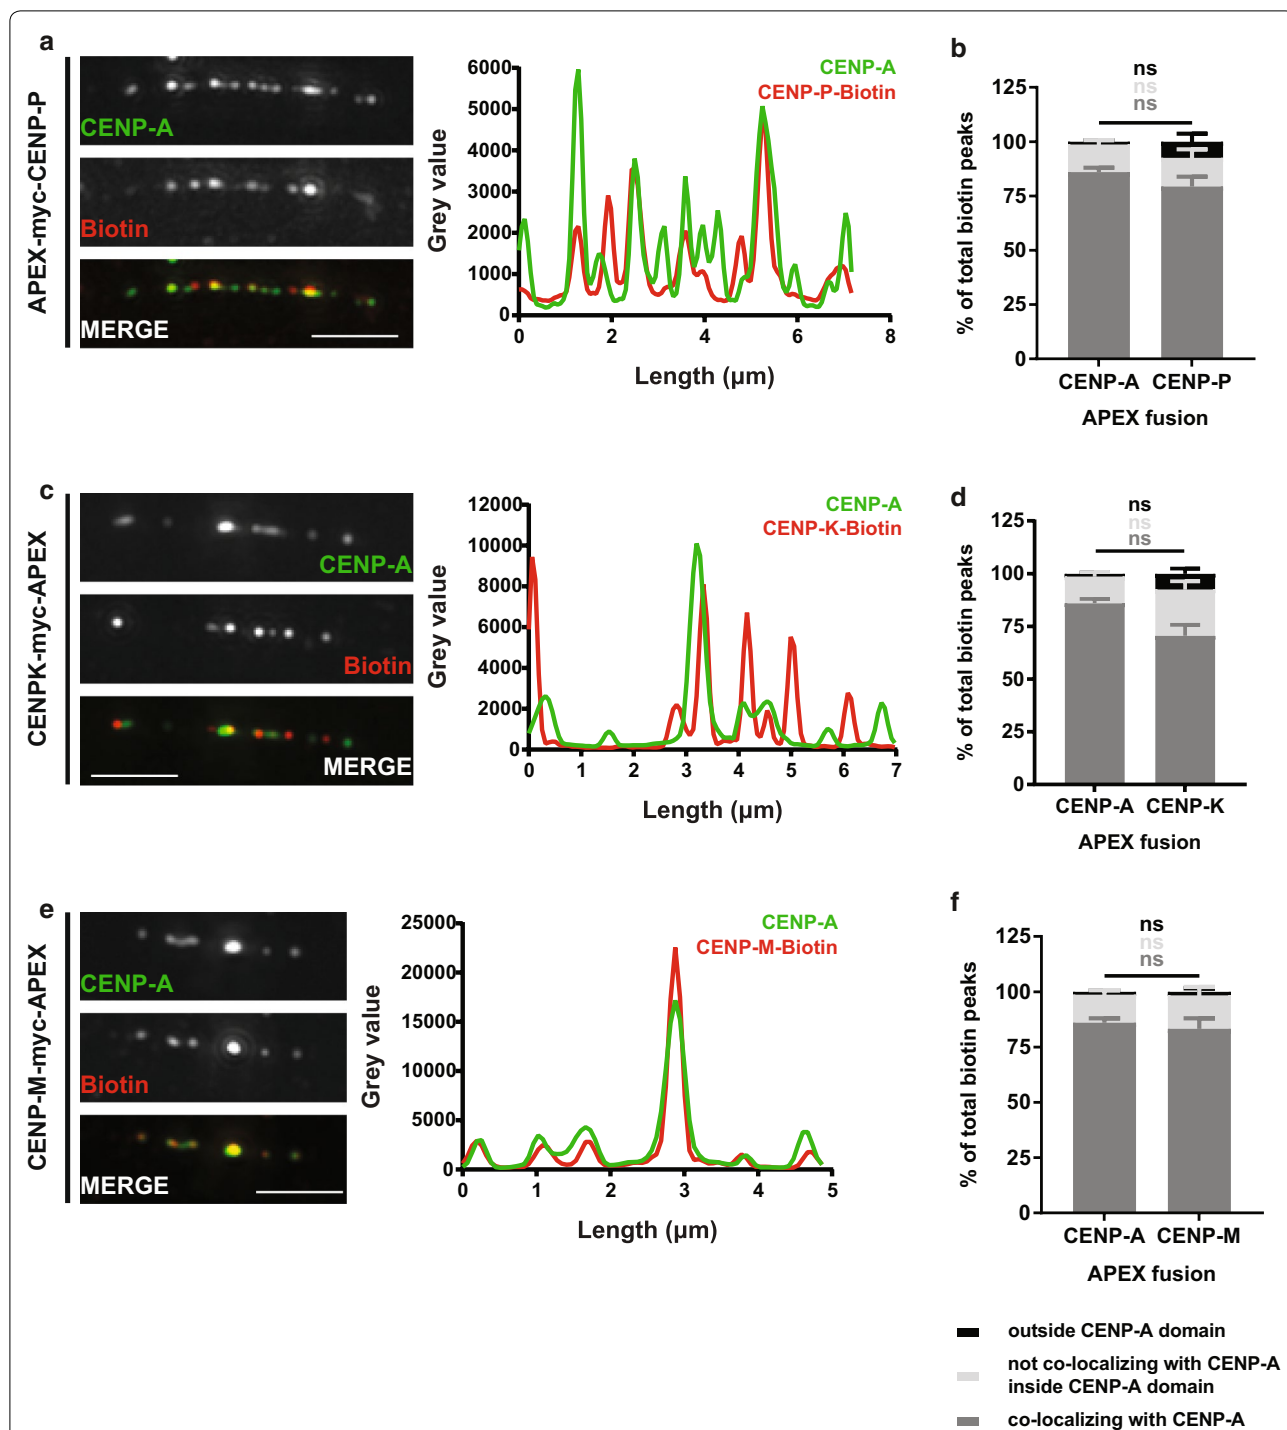 a
APEX-myc-CENP-P
CENP-A
Biotin
MERGE
CENP-A
CENP-P-Biotin
Grey value
6000
5000
4000
3000
2000
1000
0
0 2 4 6 8
Length (µm)
b
ns
ns
ns
% of total biotin peaks
125
100
75
50
25
0
CENP-A CENP-P
APEX fusion
c
CENPK-myc-APEX
CENP-A
Biotin
MERGE
CENP-A
CENP-K-Biotin
Grey value
12000
10000
8000
6000
4000
2000
0
0 1 2 3 4 5 6 7
Length (µm)
d
ns
ns
ns
% of total biotin peaks
125
100
75
50
25
0
CENP-A CENP-K
APEX fusion
e
CENP-M-myc-APEX
CENP-A
Biotin
MERGE
CENP-A
CENP-M-Biotin
Grey value
25000
20000
15000
10000
5000
0
0 1 2 3 4 5
Length (µm)
f
ns
ns
ns
% of total biotin peaks
125
100
75
50
25
0
CENP-A CENP-M
APEX fusion
outside CENP-A domain
not co-localizing with CENP-A
inside CENP-A domain
co-localizing with CENP-A